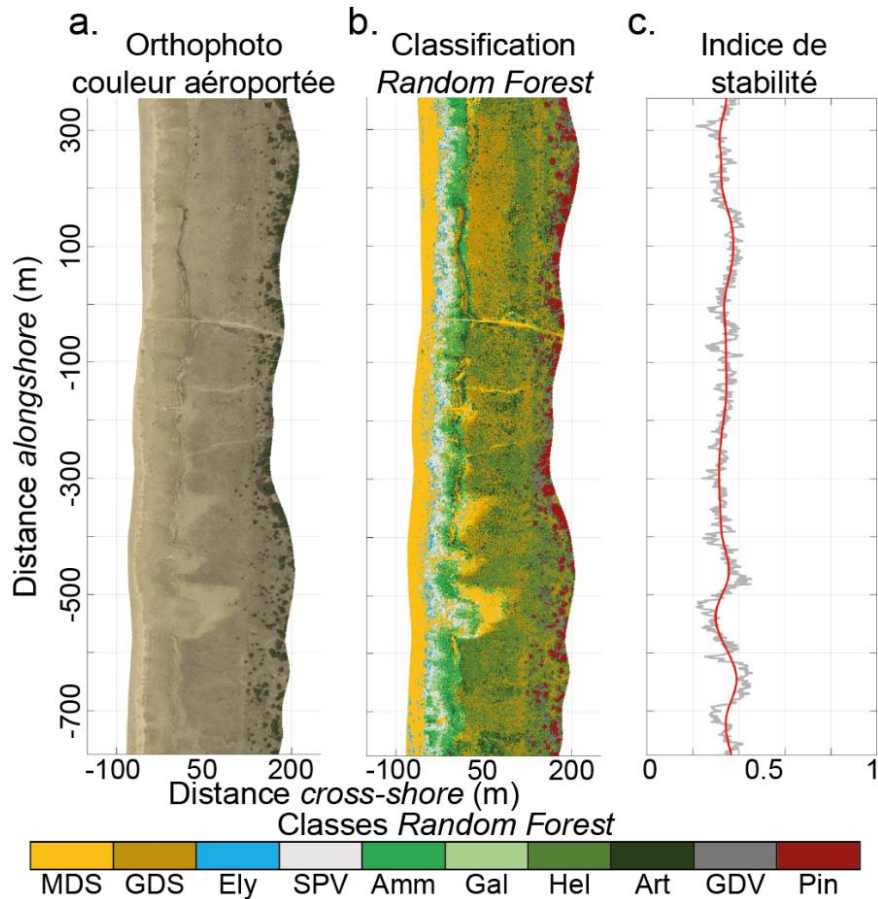 a.
Orthophoto
couleur aéroportée
b.
Classification
Random Forest
c.
Indice de
stabilité
Distance alongshore (m)
300
100
-100
-300
-500
-700
-100 50 200
-100 50 200
0 0.5 1
Distance cross-shore (m)
Classes Random Forest
MDS GDS Ely SPV Amm Gal Hel Art GDV Pin